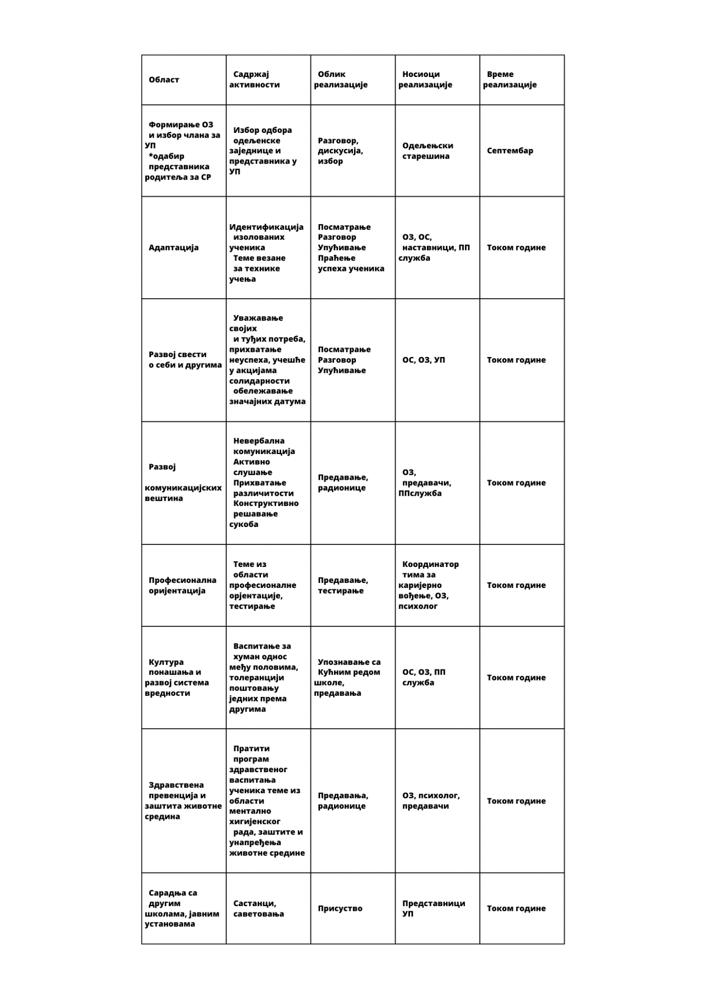 Област
Садржај
активности
Облик
реализације
Носиоци
реализације
Време
реализације
Формирање ОЗ
и избор члана за
УП
*одабир
представника
родитеља за СР
Избор одбора
одељенске
заједнице и
представника у
УП
Разговор,
дискусија,
избор
Одељењски
старешина
Септембар
Адаптација
Идентификација
изолованих
ученика
Теме везане
за технике
учења
Посматрање
Разговор
Упућивање
Праћење
успеха ученика
ОЗ, ОС,
наставници, ПП
служба
Током године
Развој свести
о себи и другима
Уважавање
својих
и туђих потреба,
прихватање
неуспеха, учешће
у акцијама
солидарности
обележавање
значајних датума
Посматрање
Разговор
Упућивање
ОС, ОЗ, УП
Током године
Развој
комуникацијских
вештина
Невербална
комуникација
Активно
слушање
Прихватање
различитости
Конструктивно
решавање
сукоба
Предавање,
радионице
ОЗ,
предавачи,
ППслужба
Током године
Професионална
оријентација
Теме из
области
професионалне
орјентације,
тестирање
Предавање,
тестирање
Координатор
тима за
каријерно
вођење, ОЗ,
психолог
Током године
Култура
понашања и
развој система
вредности
Васпитање за
хуман однос
међу половима,
толеранцији
поштовању
једних према
другима
Упознавање са
Кућним редом
школе,
предавања
ОС, ОЗ, ПП
служба
Током године
Здравствена
превенција и
заштита животне
средина
Пратити
програм
здравственог
васпитања
ученика теме из
области
ментално
хигијенског
рада, заштите и
унапређења
животне средине
Предавања,
радионице
ОЗ, психолог,
предавачи
Током године
Сарадња са
другим
школама, јавним
установама
Састанци,
саветовања
Присуство
Представници
УП
Током године